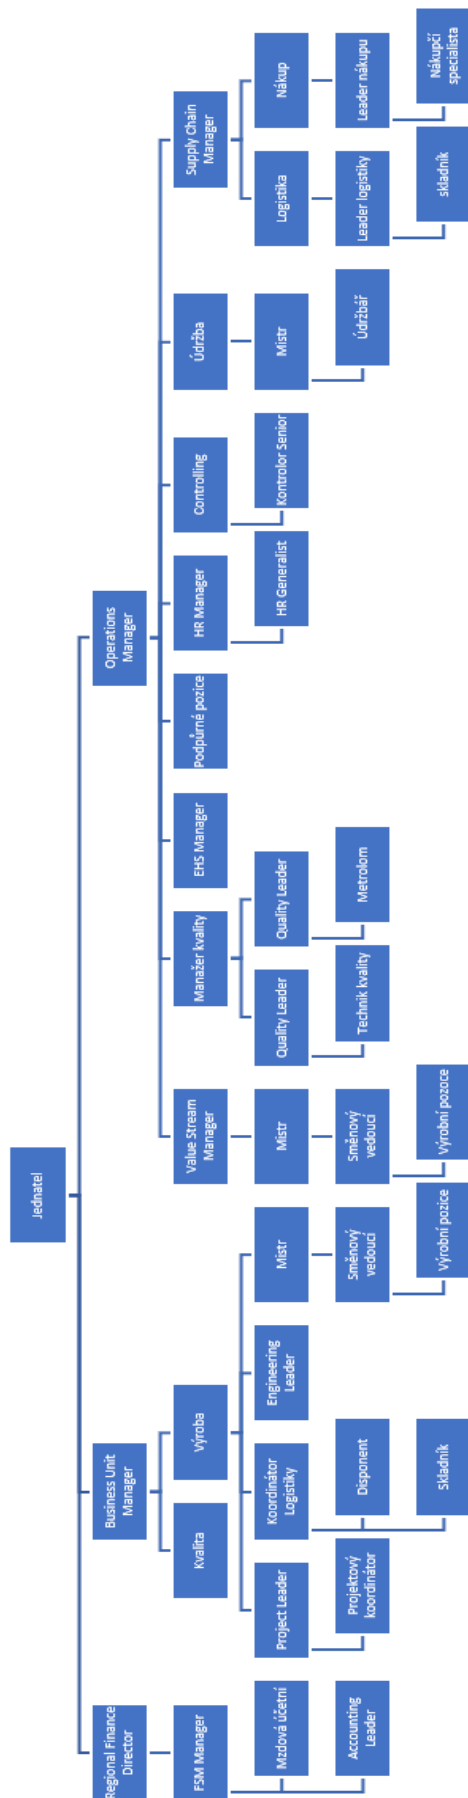 Jednatel
Regional Finance
Director
Business Unit
Manager
Operations
Manager
FSM Manager
Kvalita
Výroba
Value Stream
Manager
Manažer kvality
EHS Manager
Podpůrné pozice
HR Manager
Controlling
Údržba
Supply Chain
Manager
Mzdová účetní
Project Leader
Koordinátor
Logistiky
Engineering
Leader
Mistr
Mistr
Quality Leader
Quality Leader
HR Generalist
Kontrolor Senior
Mistr
Logistika
Nákup
Accounting
Leader
Projektový
koordinátor
Disponent
Směnový
vedoucí
Směnový
vedoucí
Technik kvality
Metrolom
Údržbář
Leader logistiky
Leader nákupu
Skladník
Výrobní pozice
Výrobní pozoce
skladník
Nákupčí
specialista